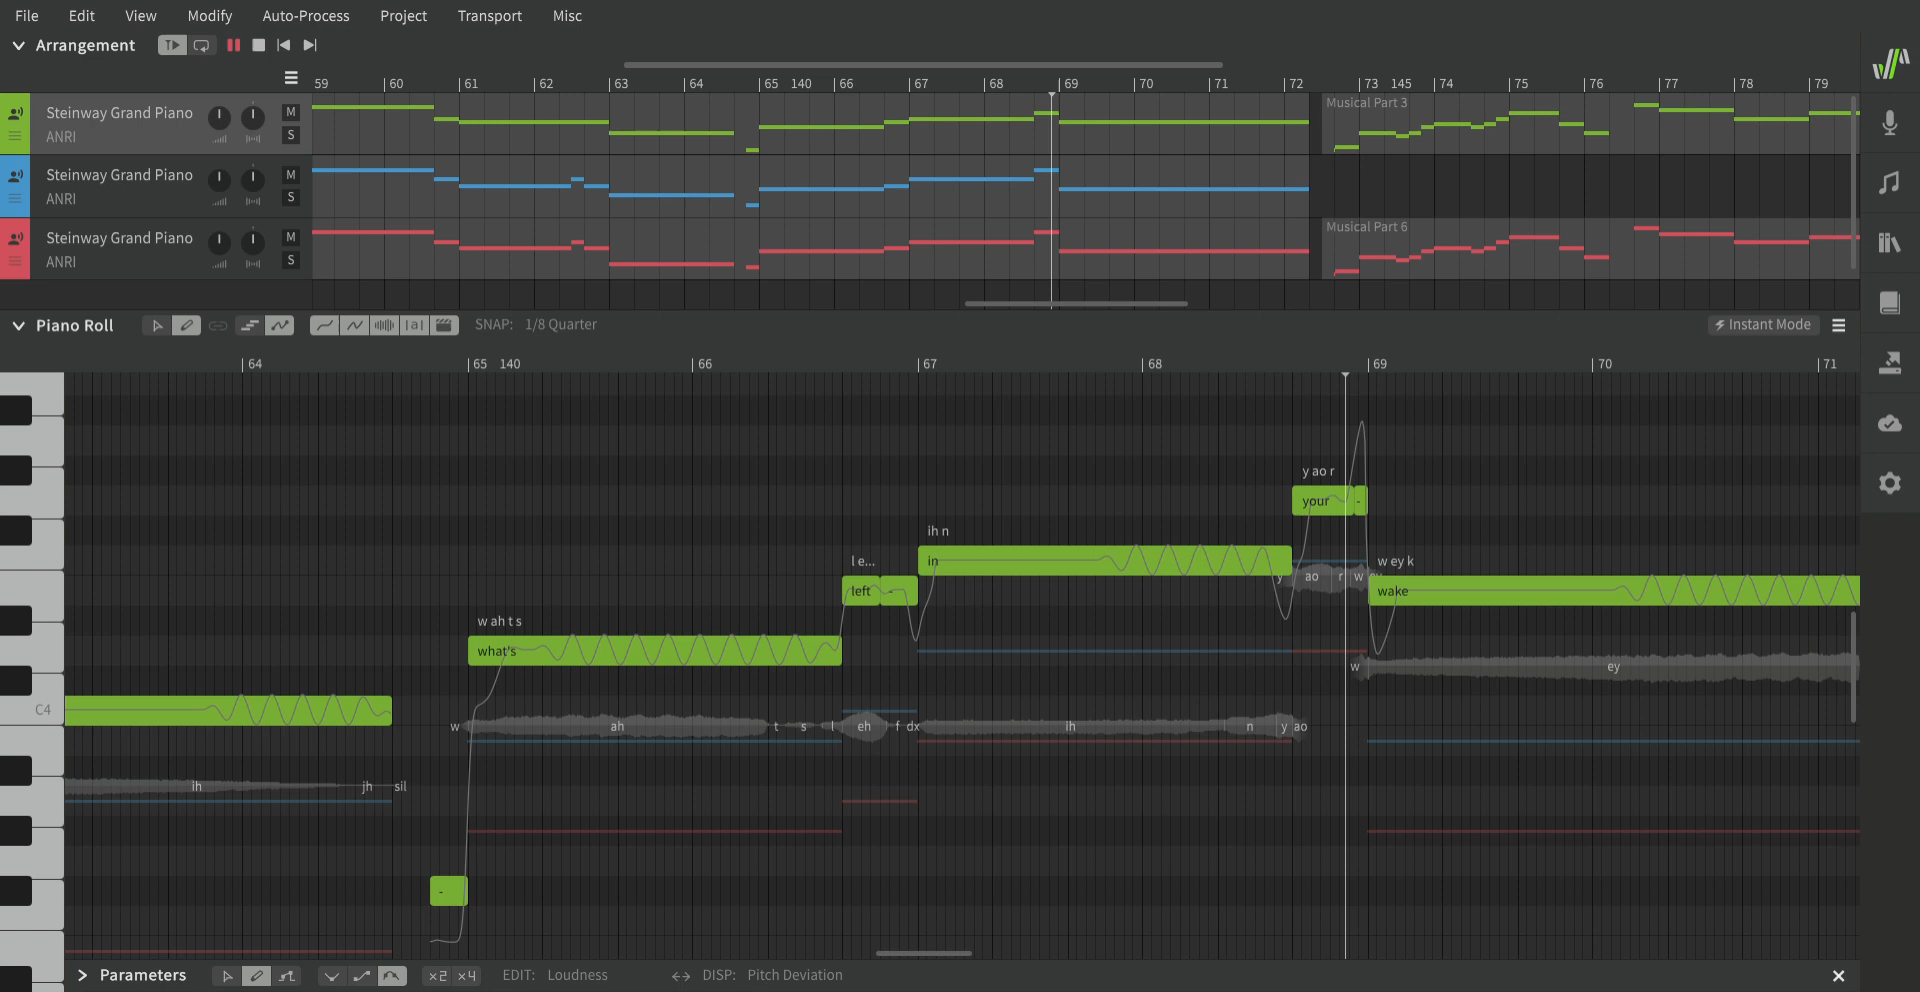 File Edit View Modify Auto-Process Project Transport Misc
Arrangement
59 60 61 62 63 64 65 140 66 67 68 69 70 71 72 73 145 74 75 76 77 78 79
Steinway Grand Piano M
ANRI S
Musical Part 3
Steinway Grand Piano M
ANRI S
Steinway Grand Piano M
ANRI S
Musical Part 6
Piano Roll SNAP: 1/8 Quarter Instant Mode
64 65 140 66 67 68 69 70 71
y ao r
your -
ih n
in
l e... w ey k
y ao r w ey
left - wake
w ah t s
what's
w ey
C4
w ah t s l eh f dx ih n y ao
ih jh sil
-
Parameters ×2 ×4 EDIT: Loudness DISP: Pitch Deviation